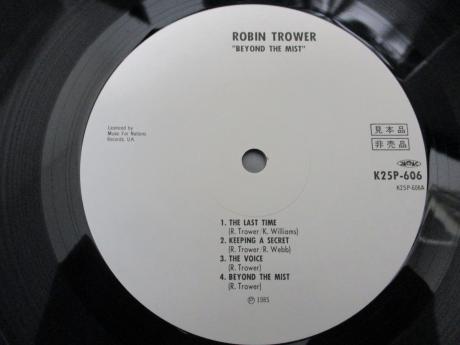 ROBIN TROWER
"BEYOND THE MIST"
Licenced by
Music For Nations
Records, U.K.
見本品
非売品
K25P-606
K25P-606A
1. THE LAST TIME
(R. Trower/K. Williams)
2. KEEPING A SECRET
(R. Trower/R. Webb)
3. THE VOICE
(R. Trower)
4. BEYOND THE MIST
(R. Trower)
Ⓟ 1985